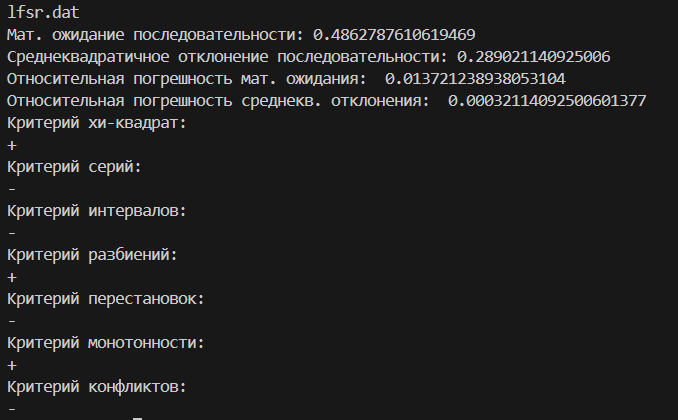 lfsr.dat
Мат. ожидание последовательности: 0.4862787610619469
Среднеквадратичное отклонение последовательности: 0.289021140925006
Относительная погрешность мат. ожидания:  0.013721238938053104
Относительная погрешность среднекв. отклонения:  0.00032114092500601377
Критерий хи-квадрат:
+
Критерий серий:
-
Критерий интервалов:
-
Критерий разбиений:
+
Критерий перестановок:
-
Критерий монотонности:
+
Критерий конфликтов:
-